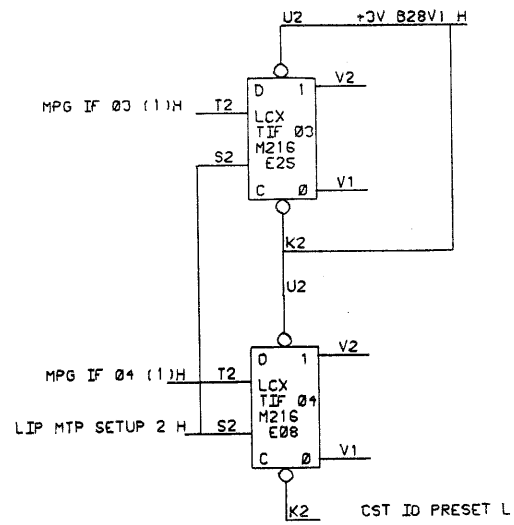 U2 +3V B28V1 H
V2
D 1
MPG IF 03 (1)H T2
LCX
TIF 03
M216
S2 E25
V1
C 0
K2
U2
V2
D 1
MPG IF 04 (1)H T2
LCX
TIF 04
M216
LIP MTP SETUP 2 H S2 E08
V1
C 0
K2 CST IO PRESET L